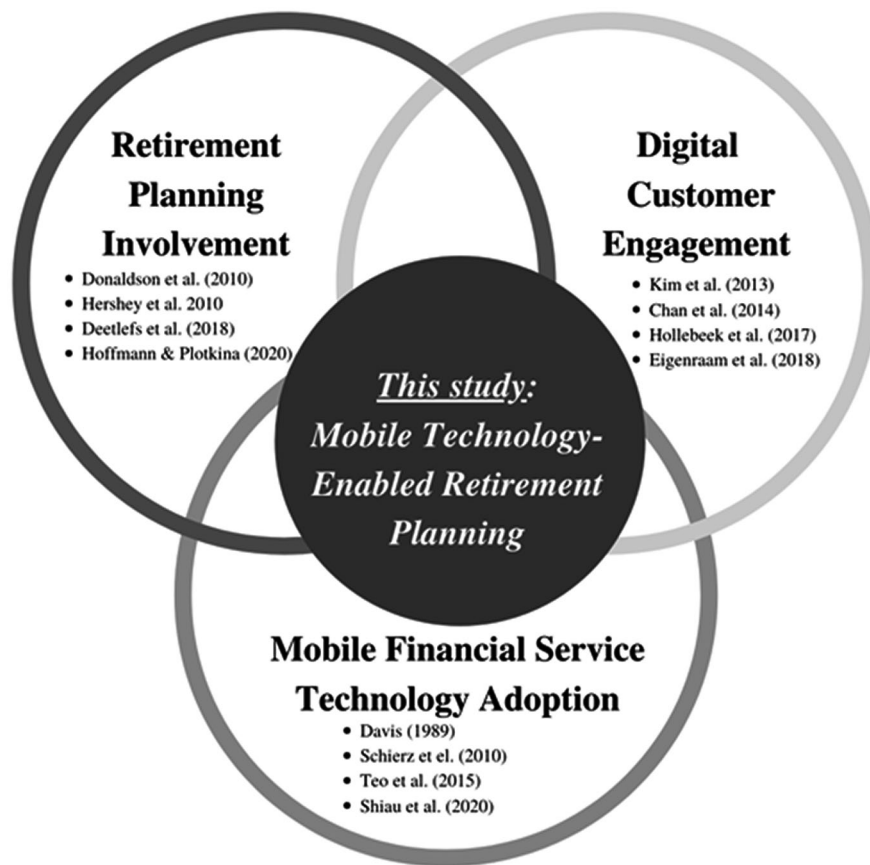 Retirement
Planning
Involvement
• Donaldson et al. (2010)
• Hershey et al. 2010
• Deetlefs et al. (2018)
• Hoffmann & Plotkina (2020)
Digital
Customer
Engagement
• Kim et al. (2013)
• Chan et al. (2014)
• Hollebeek et al. (2017)
• Eigenraam et al. (2018)
This study:
Mobile Technology-
Enabled Retirement
Planning
Mobile Financial Service
Technology Adoption
• Davis (1989)
• Schierz et el. (2010)
• Teo et al. (2015)
• Shiau et al. (2020)